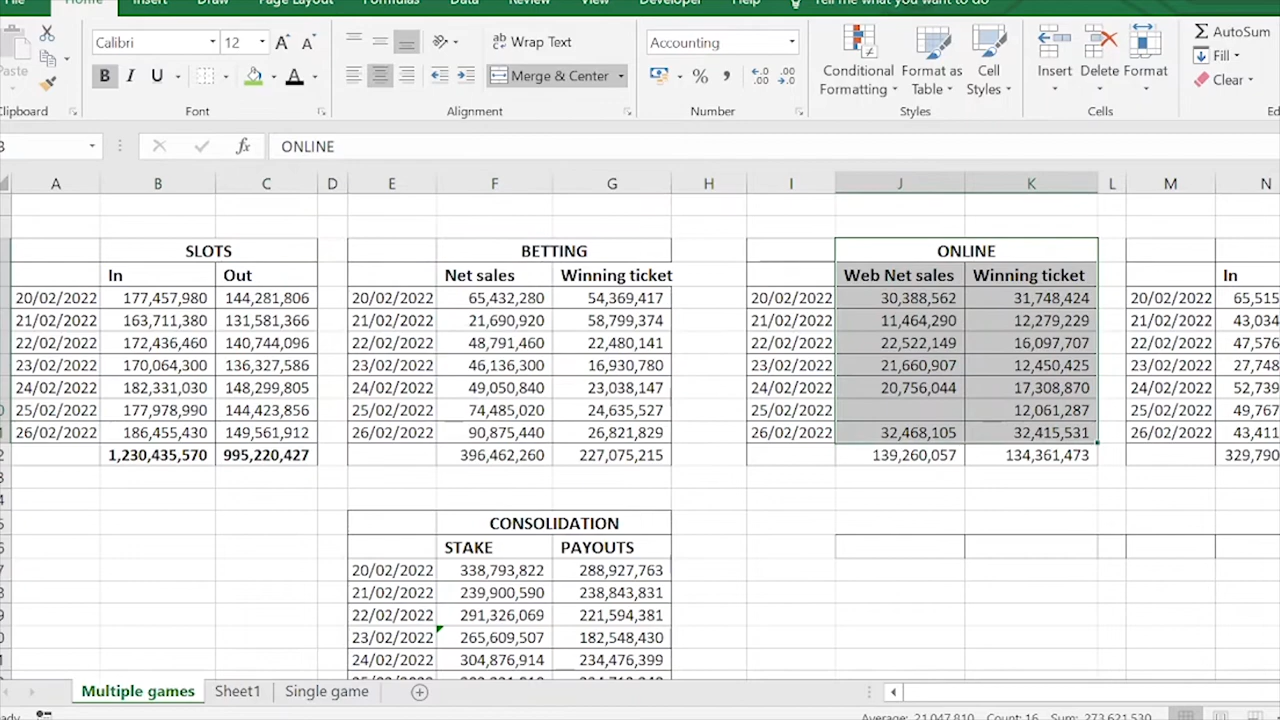 File Home Insert Draw Page Layout Formulas Data Review View Developer Help Tell me what you want to do
Calibri 12 Wrap Text Accounting AutoSum
Paste B I U Merge & Center % Conditional Formatting Format as Table Cell Styles Insert Delete Format Fill
Clear
Clipboard Font Alignment Number Styles Cells
fx ONLINE
A B C D E F G H I J K L M N
SLOTS BETTING ONLINE
In Out Net sales Winning ticket Web Net sales Winning ticket In
20/02/2022 177,457,980 144,281,806 20/02/2022 65,432,280 54,369,417 20/02/2022 30,388,562 31,748,424 20/02/2022 65,515
21/02/2022 163,711,380 131,581,366 21/02/2022 21,690,920 58,799,374 21/02/2022 11,464,290 12,279,229 21/02/2022 43,034
22/02/2022 172,436,460 140,744,096 22/02/2022 48,791,460 22,480,141 22/02/2022 22,522,149 16,097,707 22/02/2022 47,576
23/02/2022 170,064,300 136,327,586 23/02/2022 46,136,300 16,930,780 23/02/2022 21,660,907 12,450,425 23/02/2022 27,748
24/02/2022 182,331,030 148,299,805 24/02/2022 49,050,840 23,038,147 24/02/2022 20,756,044 17,308,870 24/02/2022 52,739
25/02/2022 177,978,990 144,423,856 25/02/2022 74,485,020 24,635,527 25/02/2022 12,061,287 25/02/2022 49,767
26/02/2022 186,455,430 149,561,912 26/02/2022 90,875,440 26,821,829 26/02/2022 32,468,105 32,415,531 26/02/2022 43,411
1,230,435,570 995,220,427 396,462,260 227,075,215 139,260,057 134,361,473 329,790
CONSOLIDATION
STAKE PAYOUTS
20/02/2022 338,793,822 288,927,763
21/02/2022 239,900,590 238,843,831
22/02/2022 291,326,069 221,594,381
23/02/2022 265,609,507 182,548,430
24/02/2022 304,876,914 234,476,399
Multiple games Sheet1 Single game
Average: 21,047,810 Count: 16 Sum: 273,621,530